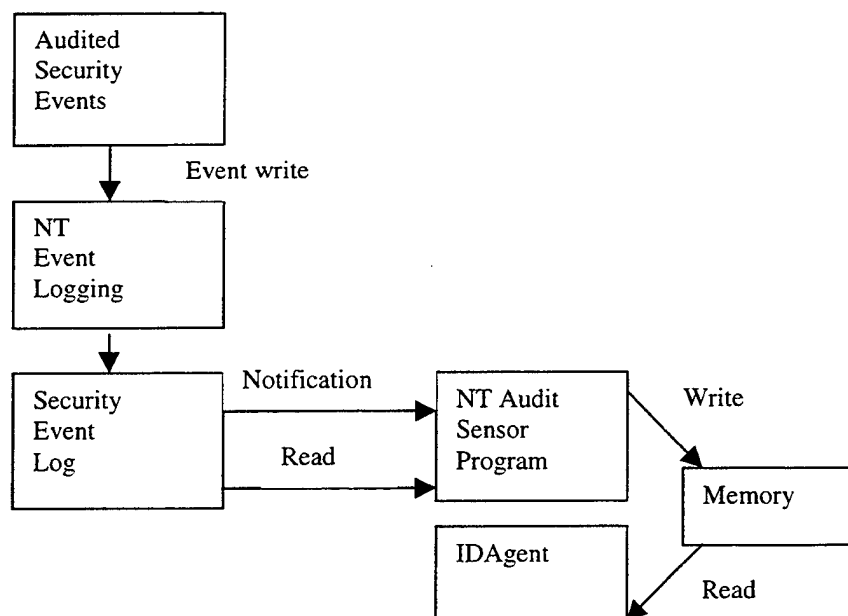 Audited
Security
Events
Event write
NT
Event
Logging
Security
Event
Log
Notification
Read
NT Audit
Sensor
Program
Write
Memory
IDAgent
Read